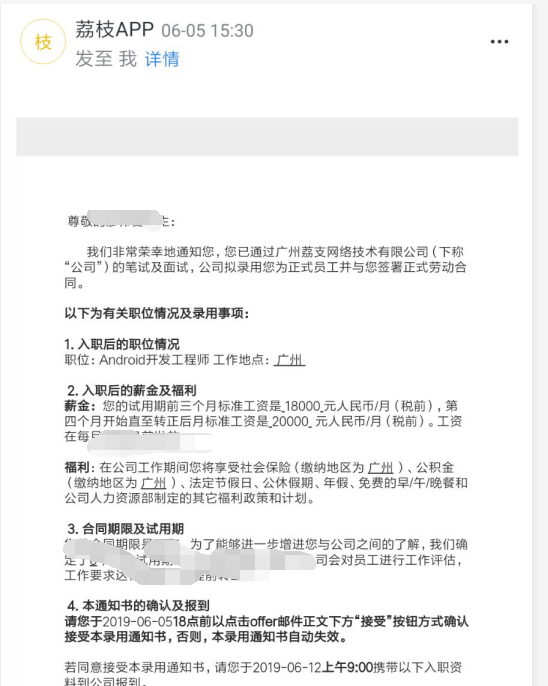 枝
荔枝APP 06-05 15:30
发至 我 详情
尊敬的 生:
我们非常荣幸地通知您，您已通过广州荔支网络技术有限公司（下称
“公司”）的笔试及面试，公司拟录用您为正式员工并与您签署正式劳动合
同。
以下为有关职位情况及录用事项：
1. 入职后的职位情况
职位: Android开发工程师 工作地点: 广州
2. 入职后的薪金及福利
薪金：您的试用期前三个月标准工资是 18000 元人民币/月（税前），第
四个月开始直至转正后月标准工资是 20000 元人民币/月（税前）。工资
在每月
福利：在公司工作期间您将享受社会保险（缴纳地区为 广州 ）、公积金
（缴纳地区为 广州 ）、法定节假日、公休假期、年假、免费的早/午/晚餐和
公司人力资源部制定的其它福利政策和计划。
3. 合同期限及试用期
合同期限 为了能够进一步增进您与公司之间的了解，我们确
定了 试用期 司会对员工进行工作评估，
工作要求达
4. 本通知书的确认及报到
请您于2019-06-0518点前以点击offer邮件正文下方“接受”按钮方式确认
接受本录用通知书，否则，本录用通知书自动失效。
若同意接受本录用通知书，请您于2019-06-12上午9:00携带以下入职资
料到公司报到。